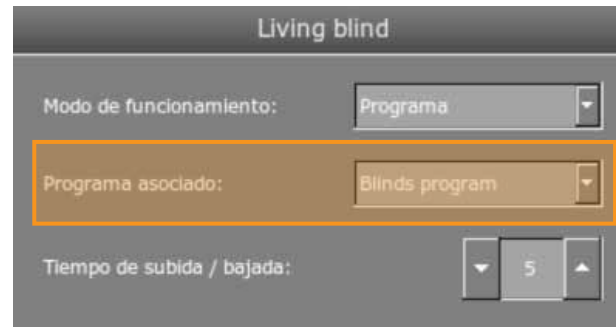 Living blind
Modo de funcionamiento: Programa
Programa asociado: Blinds program
Tiempo de subida / bajada: 5